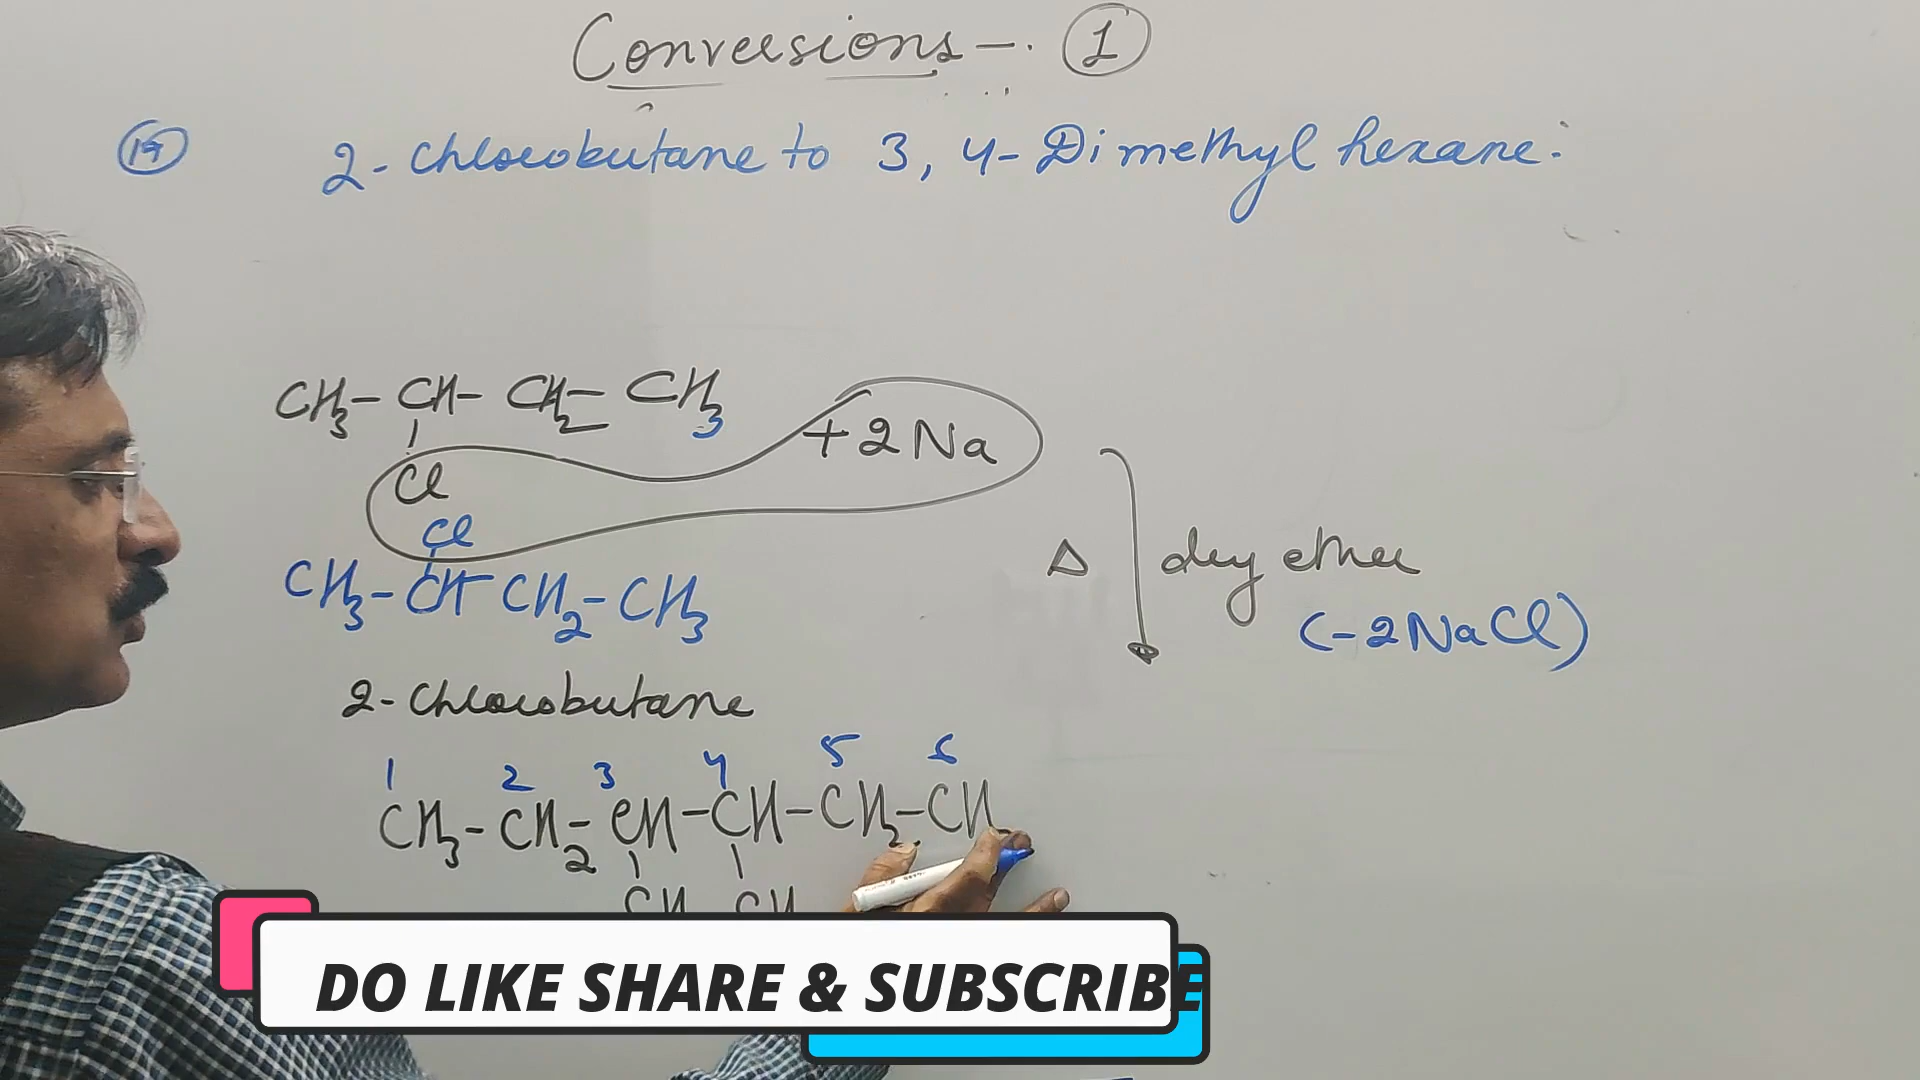 Conversions - . 1
19 2-Chlorobutane to 3, 4-Dimethyl hexane:
CH3-CH-CH2-CH3
+2Na
Cl
Cl
CH3-CH-CH2-CH3
Δ dry ether
(-2NaCl)
2-Chlorobutane
1 2 3 4 5 6
CH3-CH2-CH-CH-CH2-CH
CH CH
DO LIKE SHARE & SUBSCRIBE